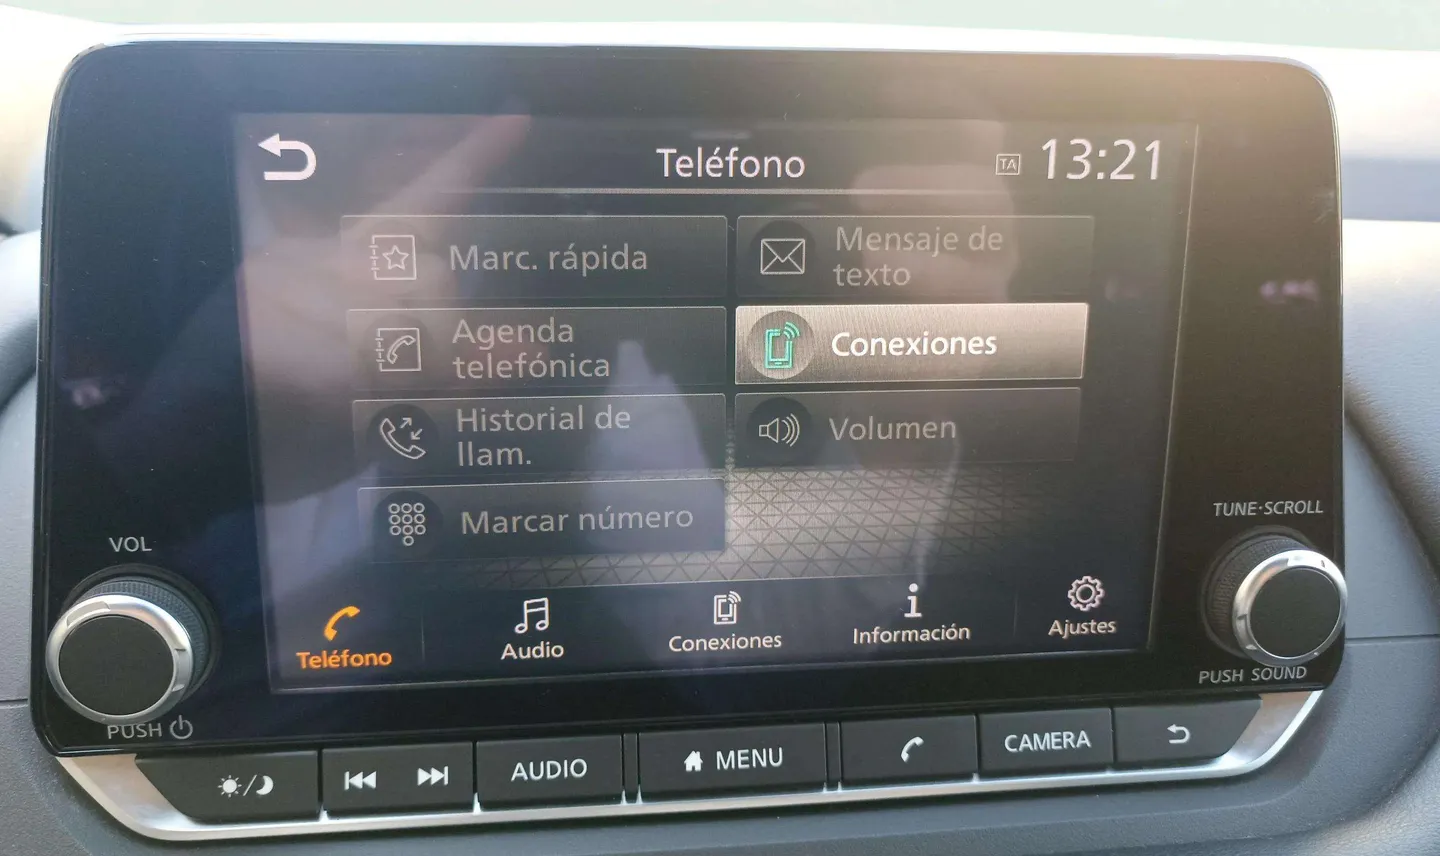 Teléfono
TA 13:21
Marc. rápida
Mensaje de
texto
Agenda
telefónica
Conexiones
Historial de
llam.
Volumen
Marcar número
Teléfono
Audio
Conexiones
Información
Ajustes
VOL
PUSH
TUNE·SCROLL
PUSH SOUND
AUDIO
MENU
CAMERA